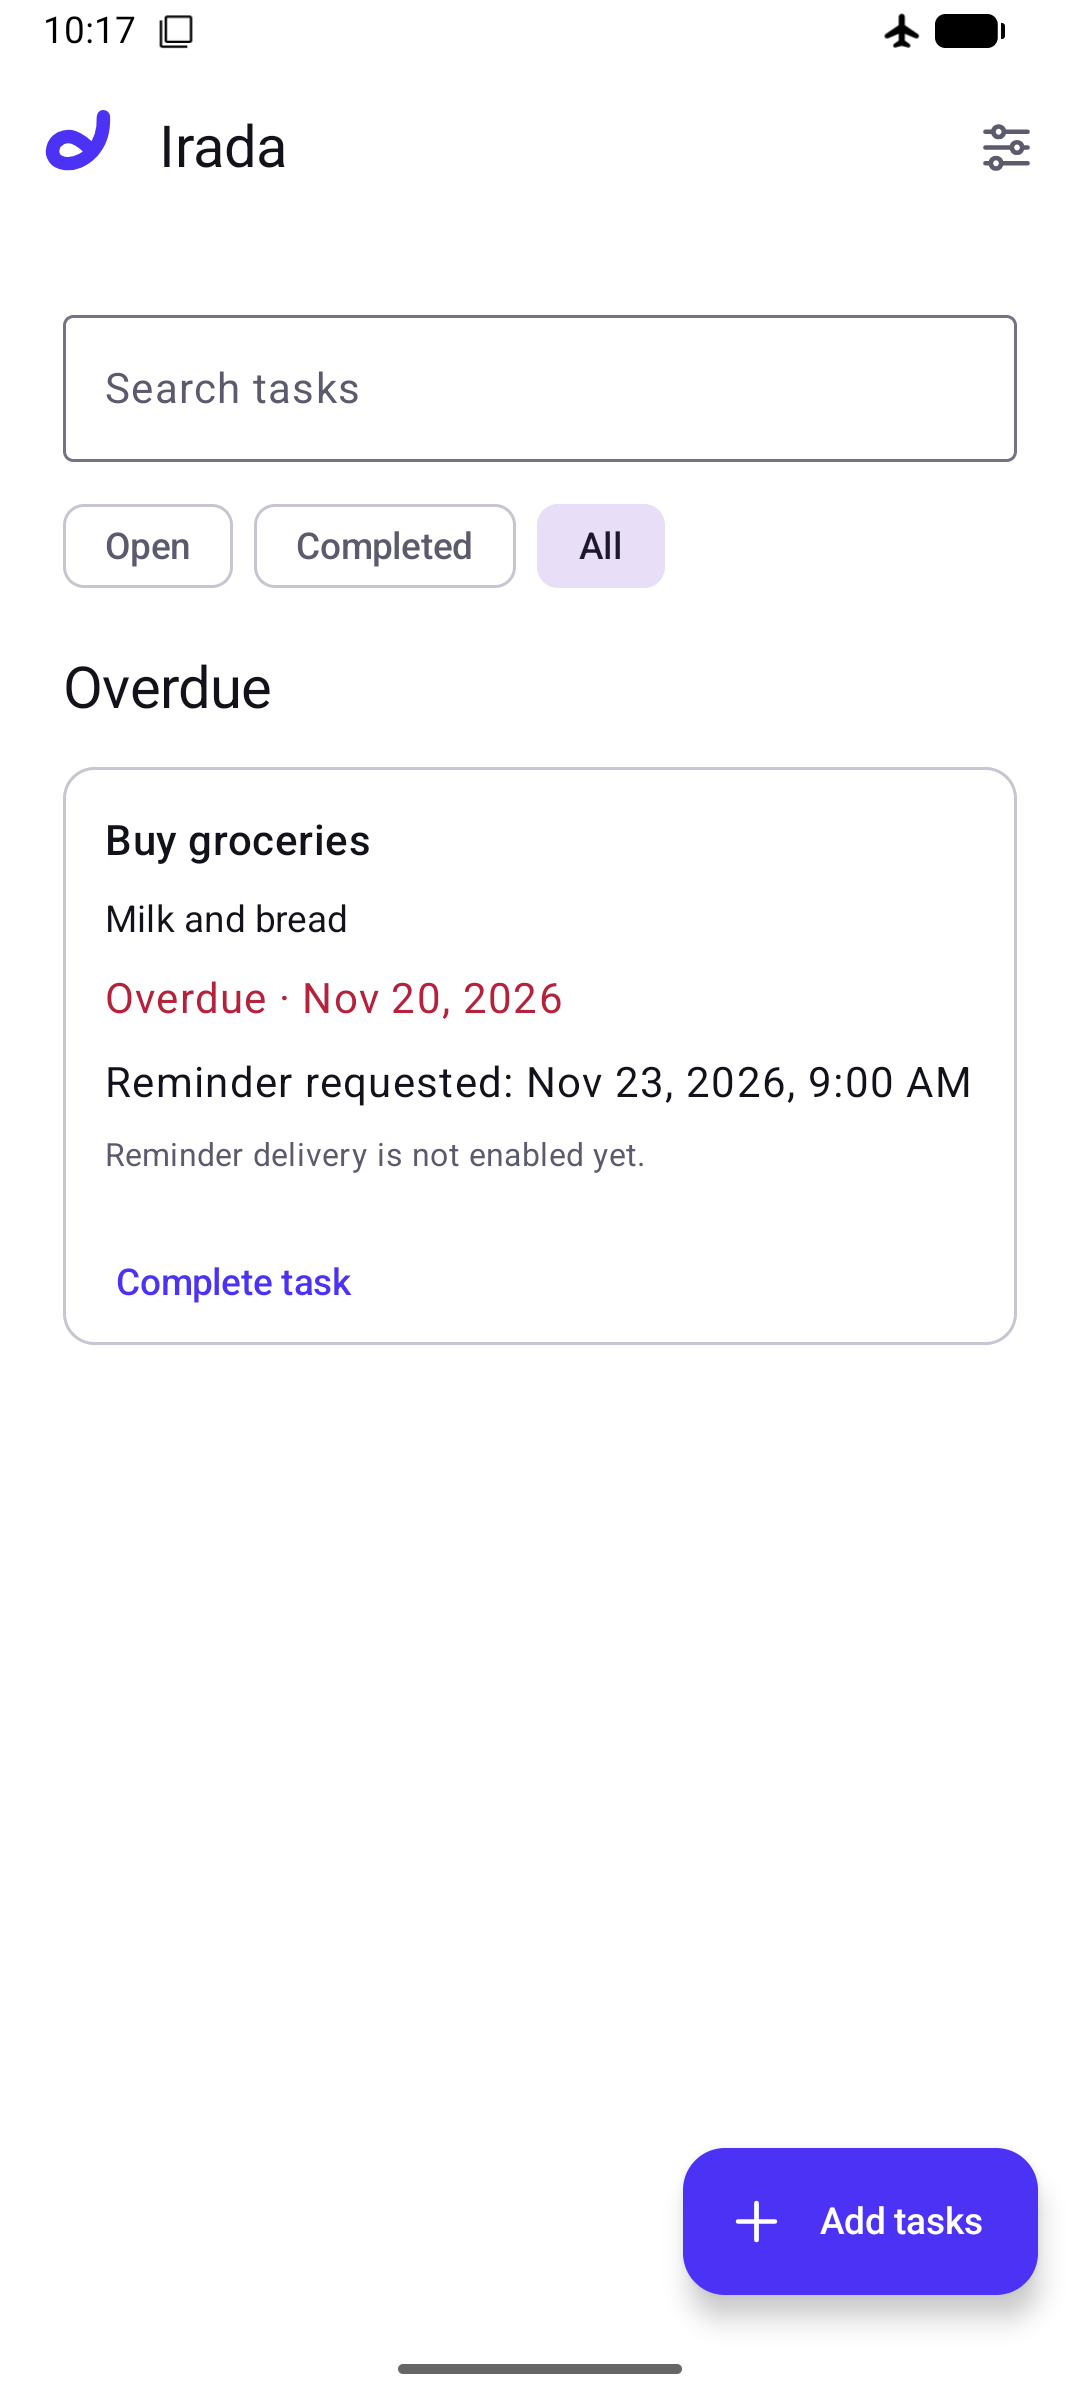 10:17
Irada
Search tasks
Open
Completed
All
Overdue
Buy groceries
Milk and bread
Overdue · Nov 20, 2026
Reminder requested: Nov 23, 2026, 9:00 AM
Reminder delivery is not enabled yet.
Complete task
Add tasks